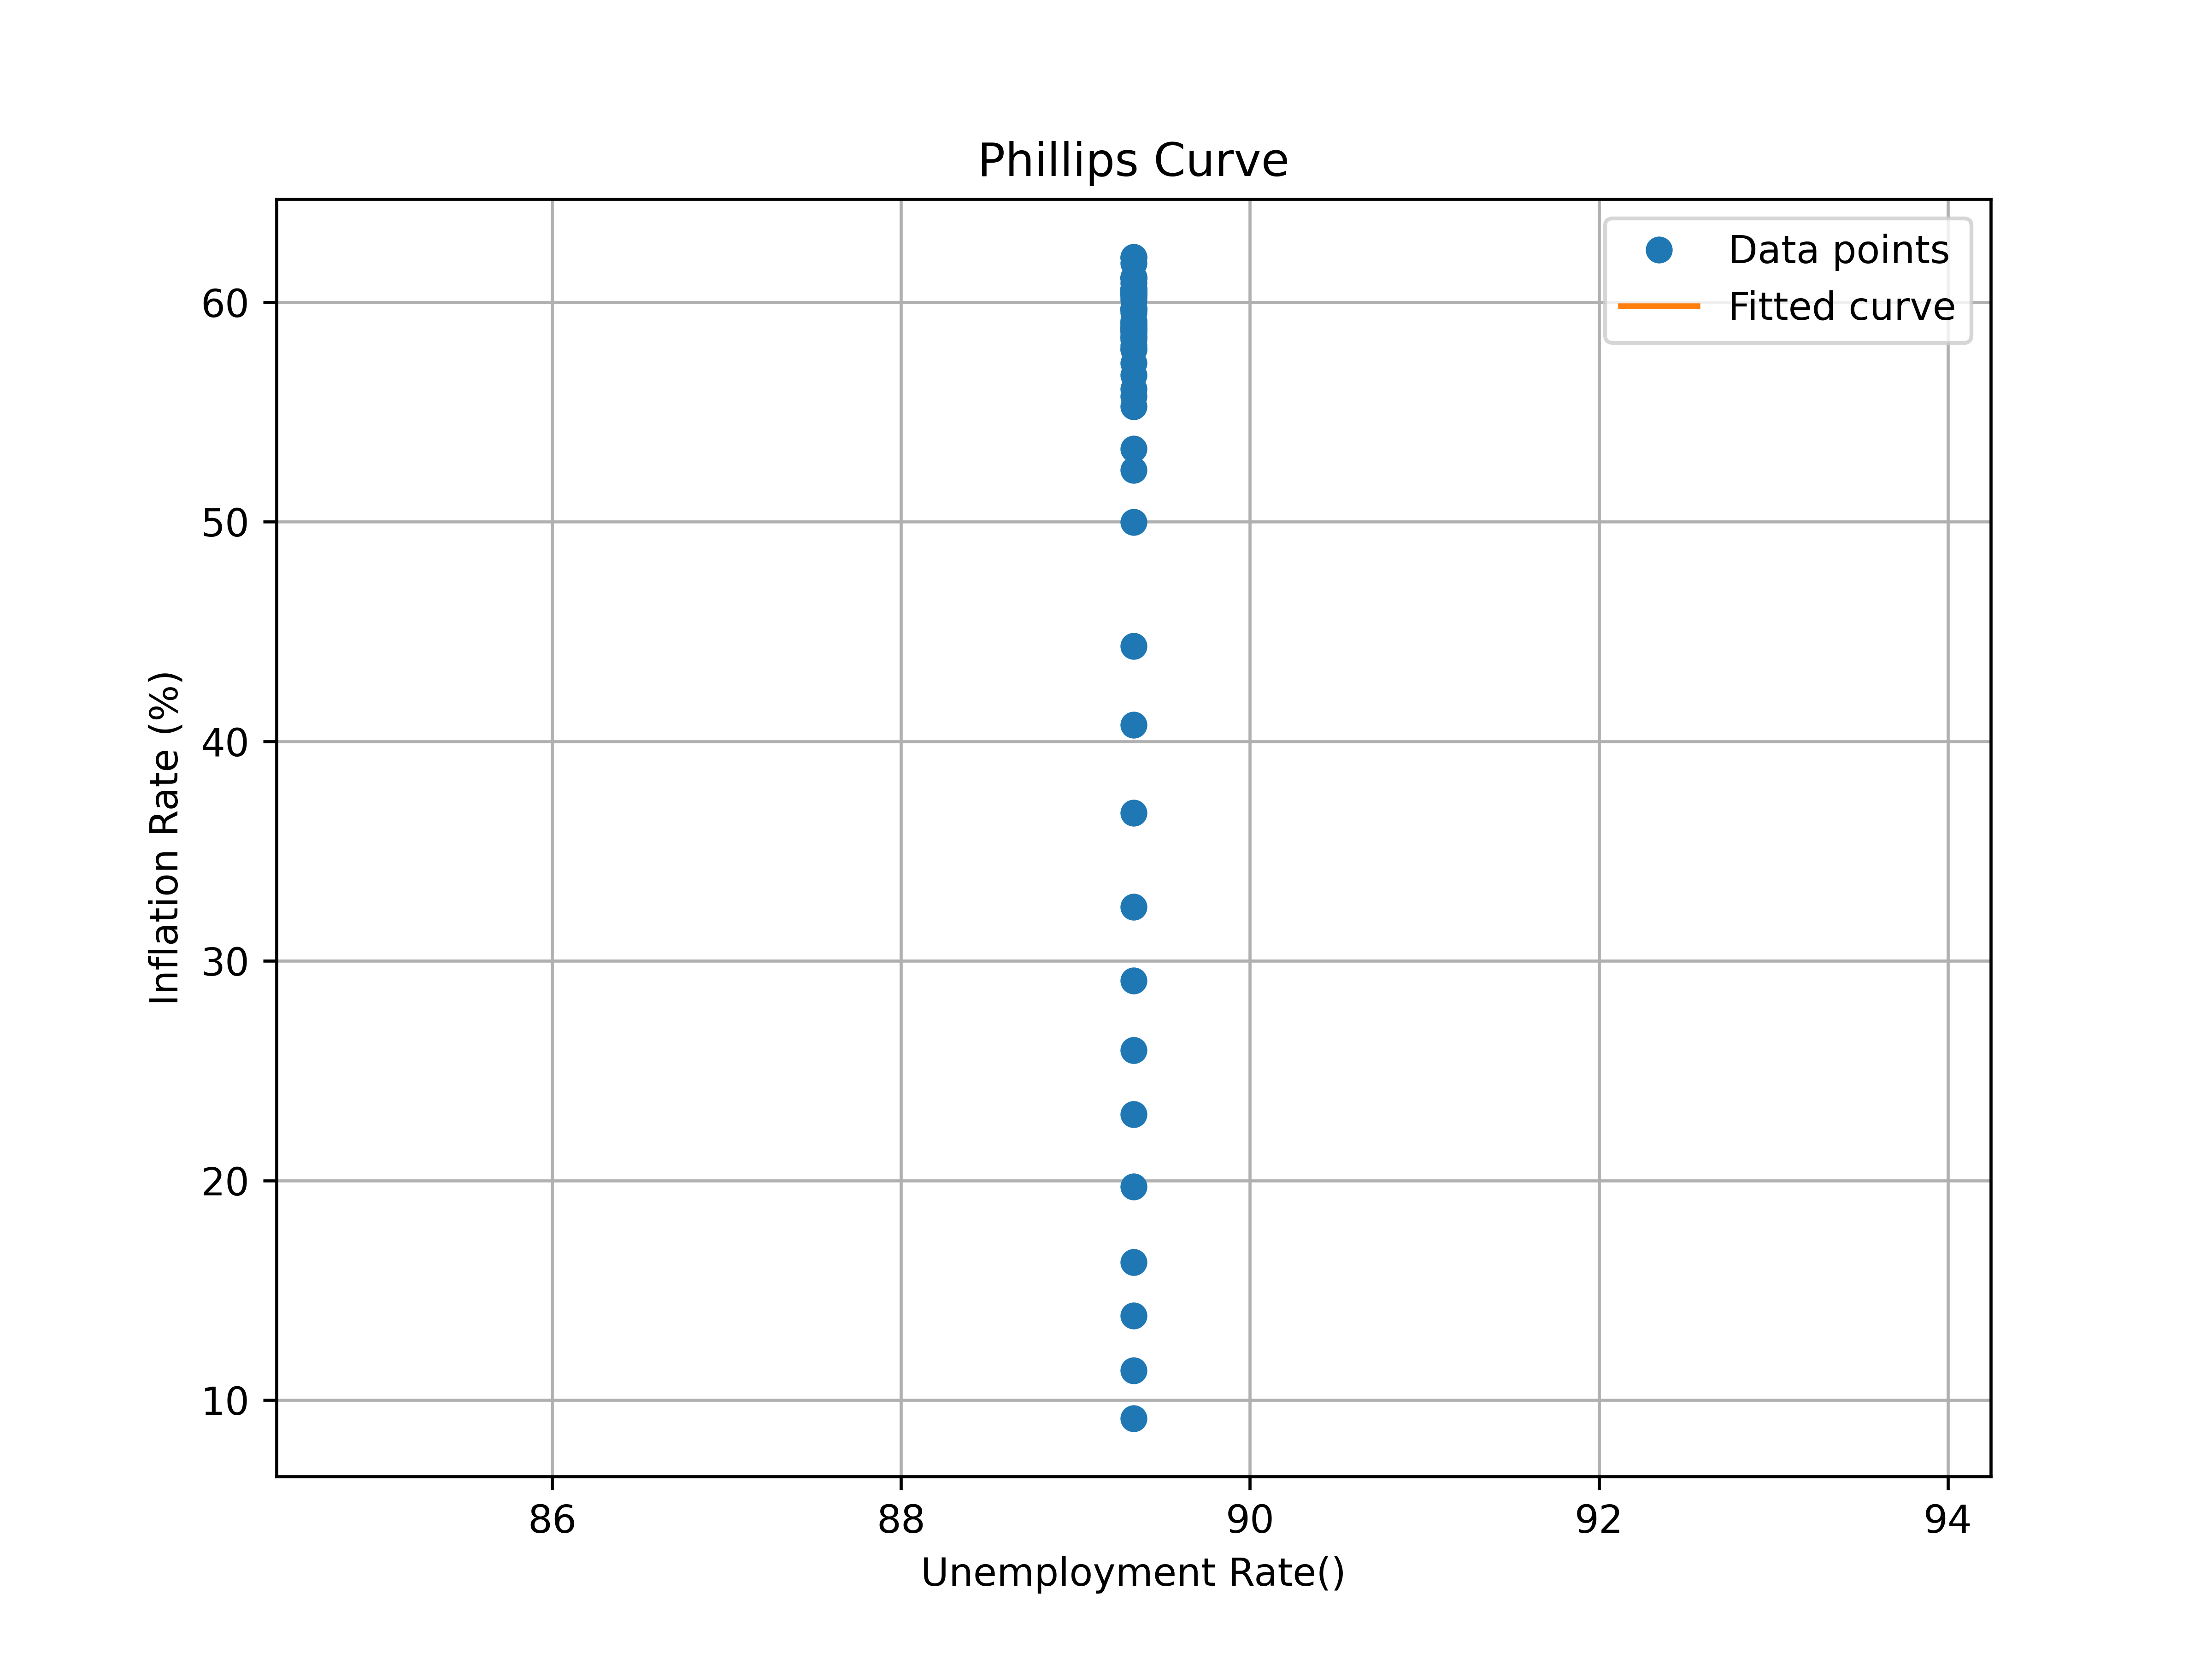 Phillips Curve
Data points
Fitted curve
60
50
40
30
20
10
Inflation Rate (%)
86 88 90 92 94
Unemployment Rate()